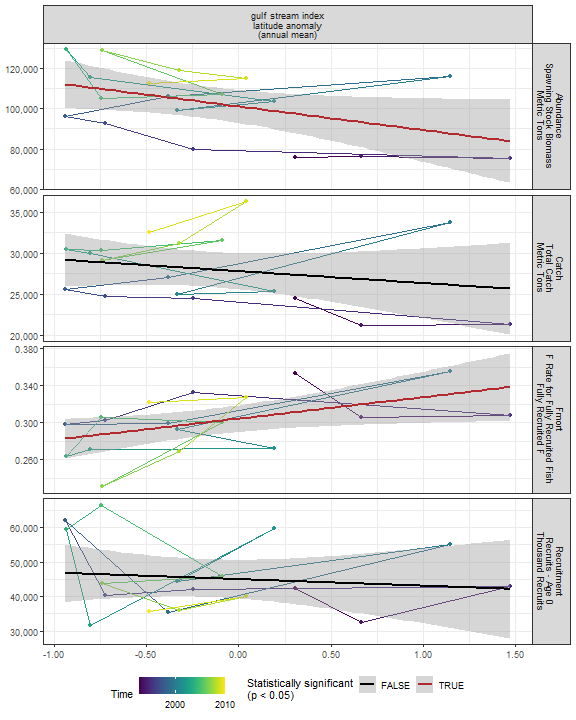 gulf stream index
latitude anomaly
(annual mean)
120,000
100,000
80,000
60,000
Abundance
Spawning Stock Biomass
Metric Tons
35,000
30,000
25,000
20,000
Catch
Total Catch
Metric Tons
0.380
0.340
0.300
0.260
Fmort
F Rate for Fully Recruited Fish
Fully Recruited F
60,000
50,000
40,000
30,000
Recruitment
Recruits - Age 0
Thousand Recruits
-1.00 -0.50 0.00 0.50 1.00 1.50
Time
2000 2010
Statistically significant
(p < 0.05)
FALSE TRUE